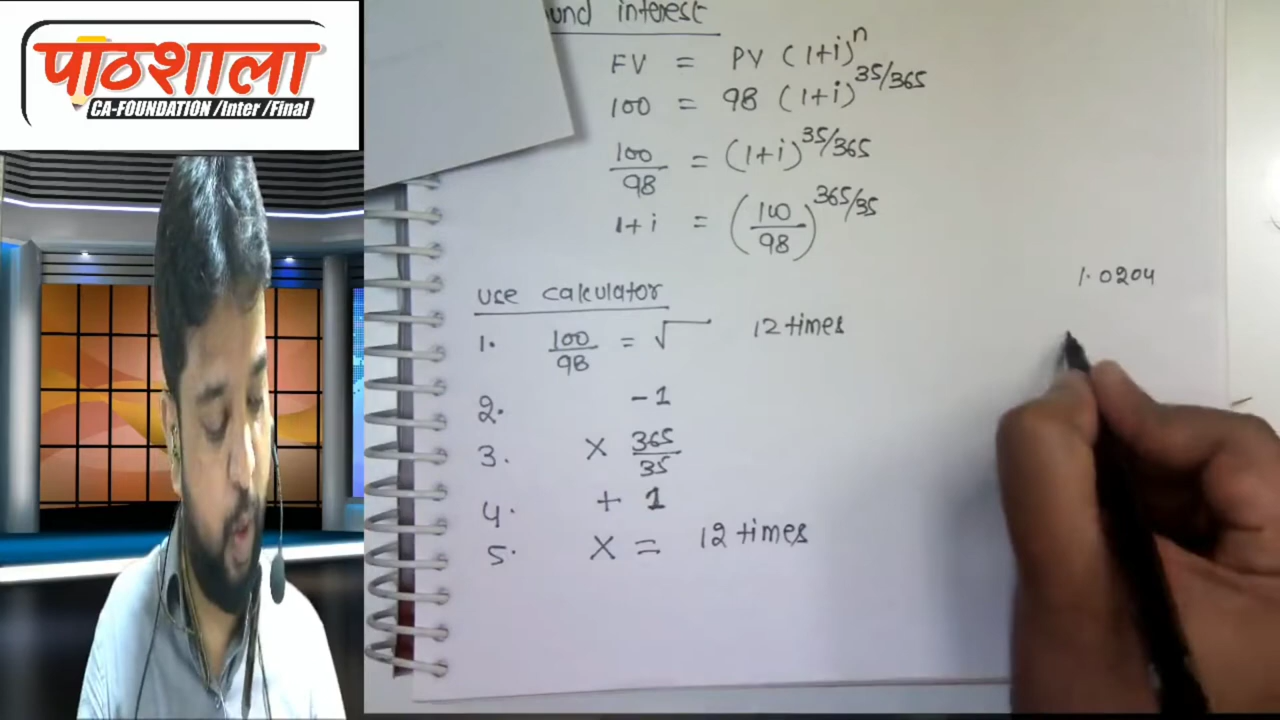 पाठशाला
CA-FOUNDATION /Inter /Final
und interest
FV = PV (1+i)^n
100 = 98 (1+i)^35/365
100/98 = (1+i)^35/365
1+i = (100/98)^365/35
1.0204
use calculator
1. 100/98 = √ 12 times
2. -1
3. × 365/35
4. + 1
5. × = 12 times